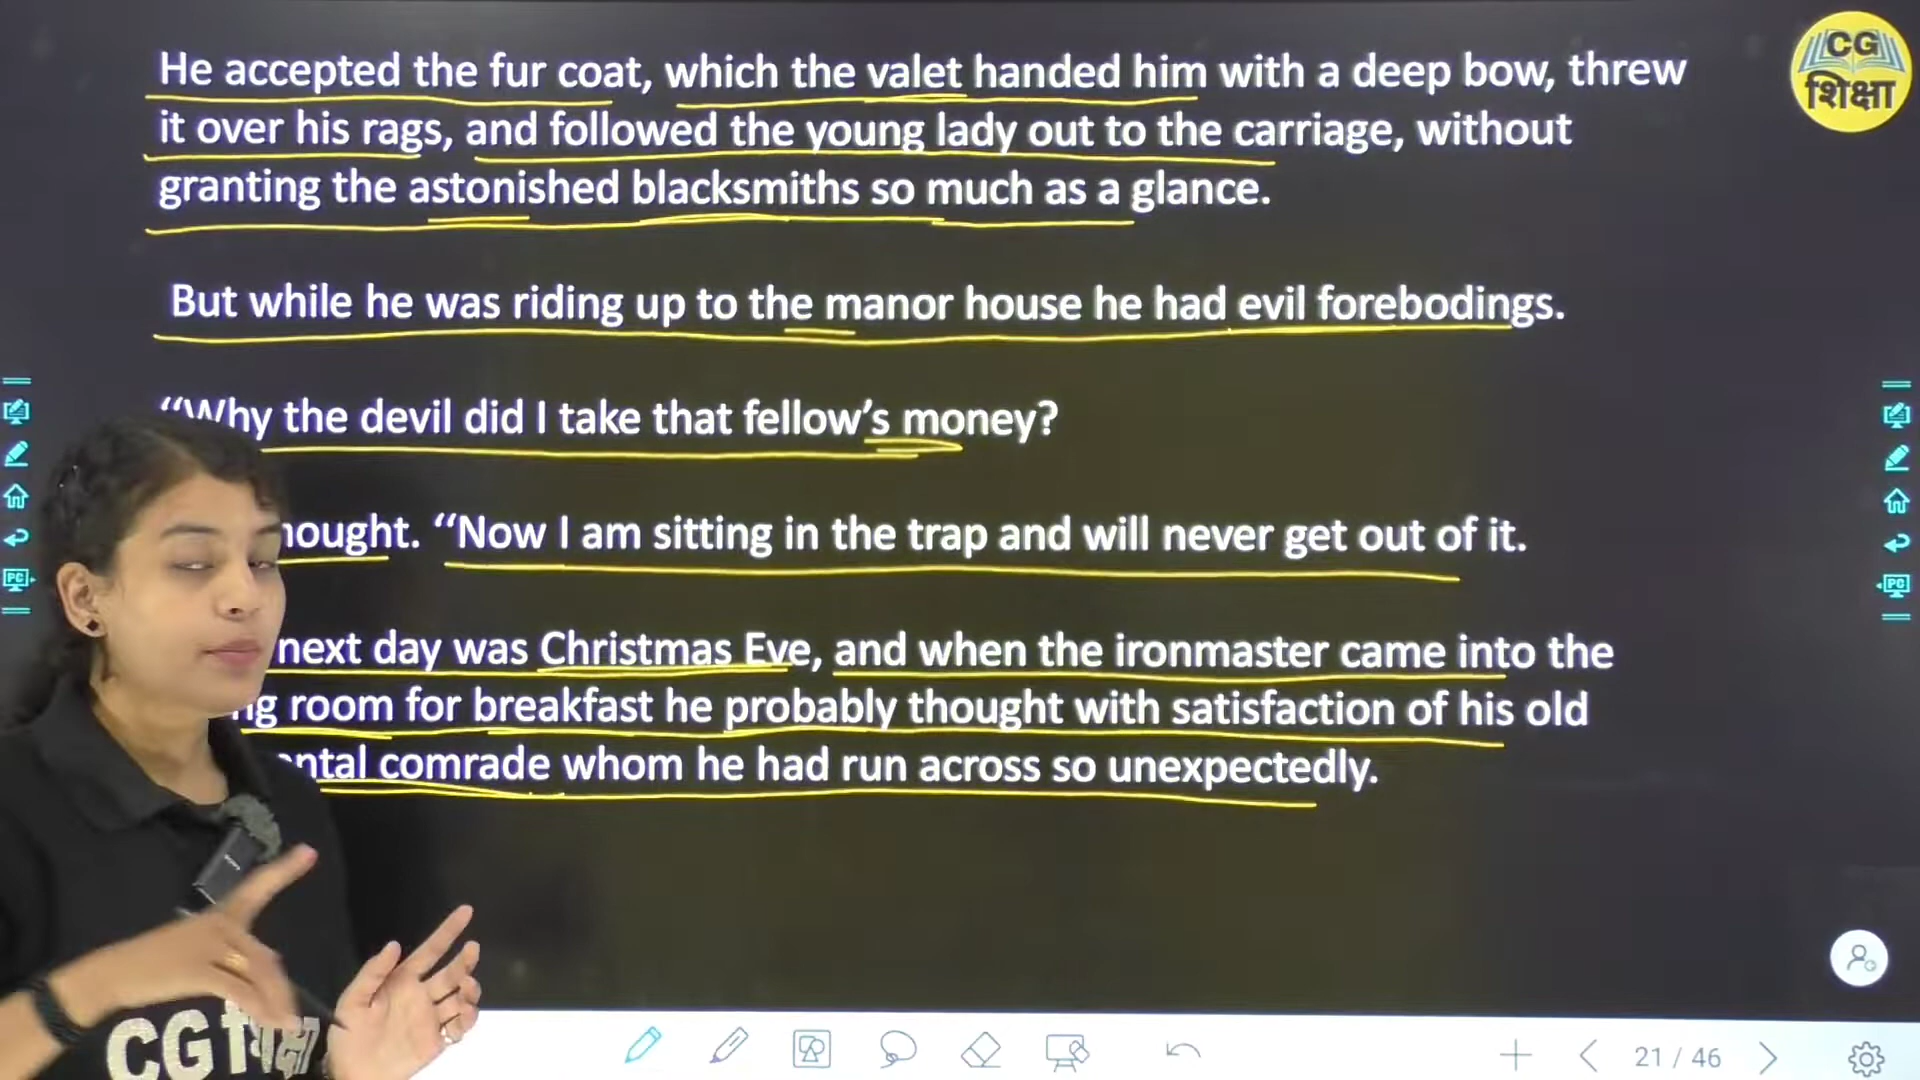 He accepted the fur coat, which the valet handed him with a deep bow, threw
it over his rags, and followed the young lady out to the carriage, without
granting the astonished blacksmiths so much as a glance.
But while he was riding up to the manor house he had evil forebodings.
“Why the devil did I take that fellow’s money?
hought. “Now I am sitting in the trap and will never get out of it.
next day was Christmas Eve, and when the ironmaster came into the
ng room for breakfast he probably thought with satisfaction of his old
ntal comrade whom he had run across so unexpectedly.
CG
शिक्षा
PC
PC
CG शिक्षा
21 / 46